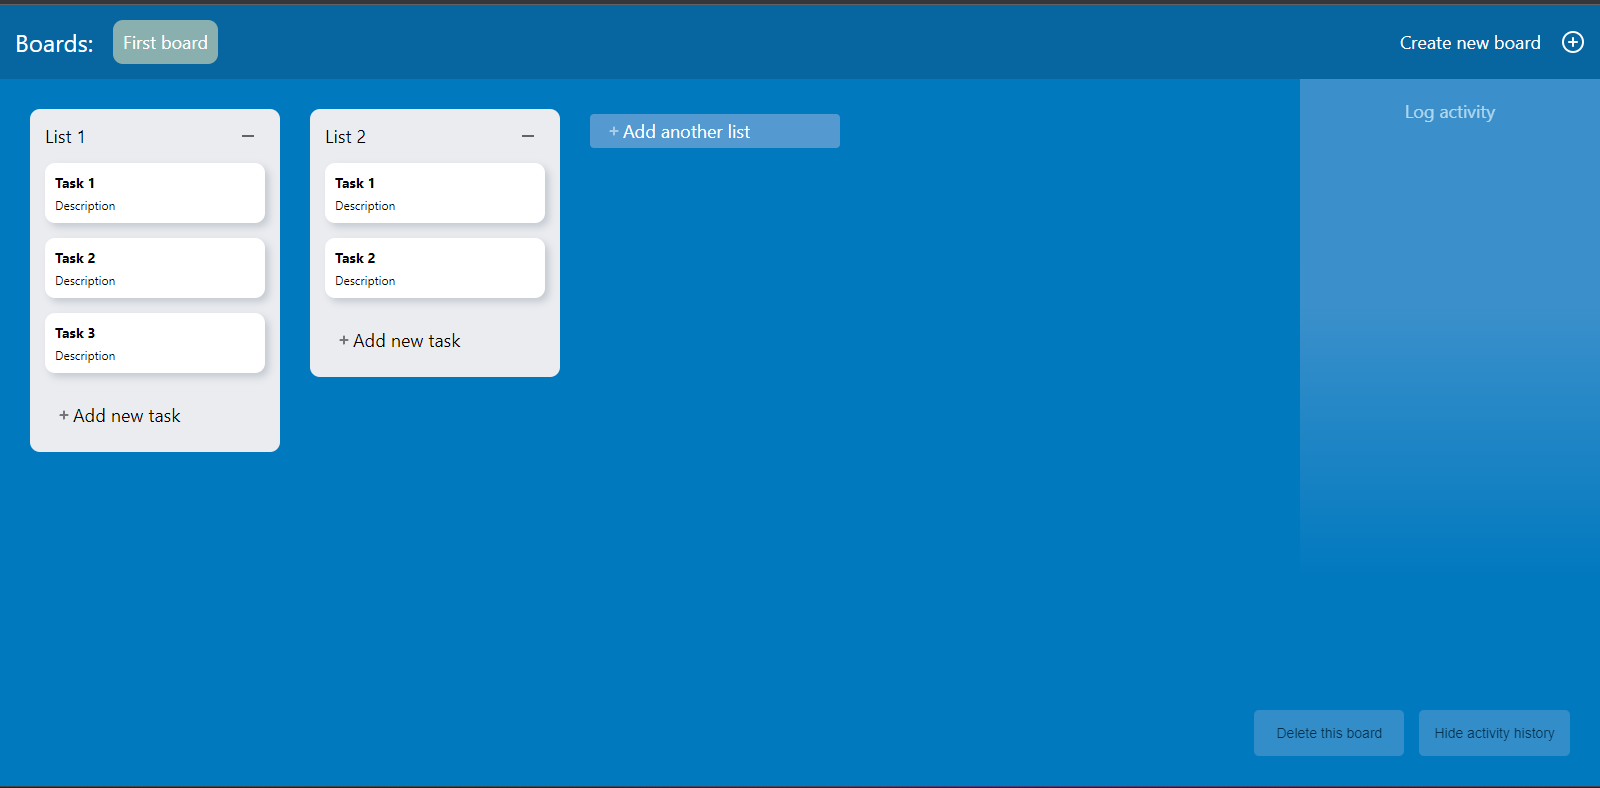 Boards:
First board
Create new board
List 1
Task 1
Description
Task 2
Description
Task 3
Description
+ Add new task
List 2
Task 1
Description
Task 2
Description
+ Add new task
+ Add another list
Log activity
Delete this board
Hide activity history